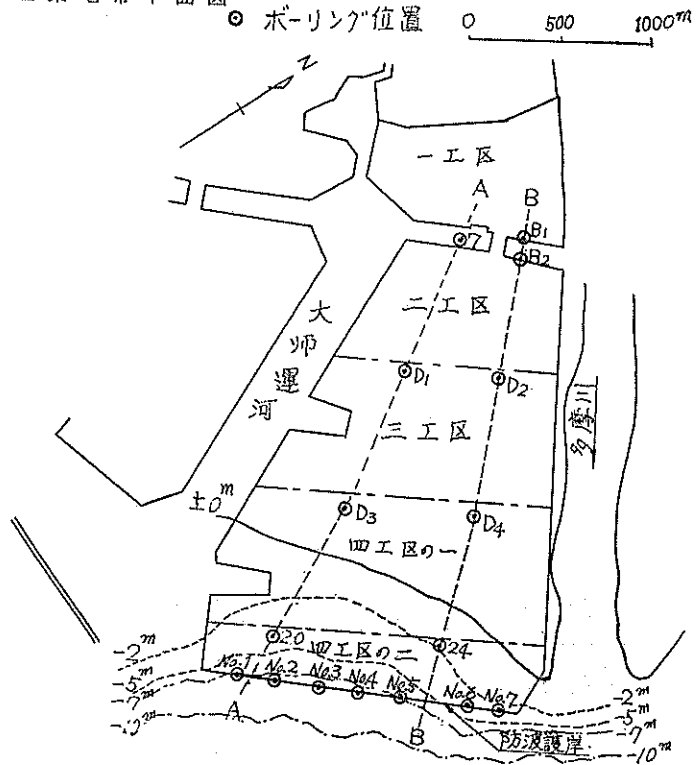 ボーリング位置
0 500 1000m
N
一工区
A
B
7
B1
B2
二工区
大師運河
D1
D2
三工区
多摩川
±0m
D3
D4
四工区の一
20
24
四工区の二
No.1
No.2
No.3
No.4
No.5
No.6
No.7
-2m
-5m
-7m
-2m
-5m
-7m
-10m
A
B
防波護岸